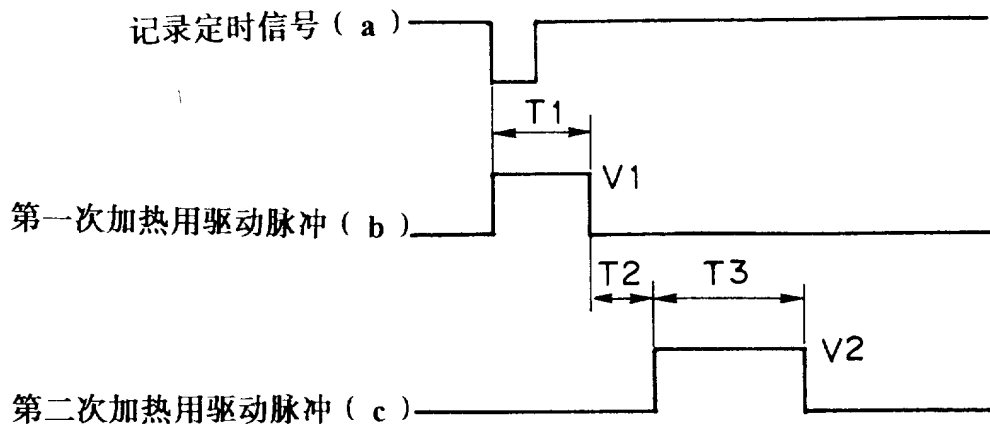 记录定时信号(a)
T1
V1
第一次加热用驱动脉冲(b)
T2 T3
V2
第二次加热用驱动脉冲(c)